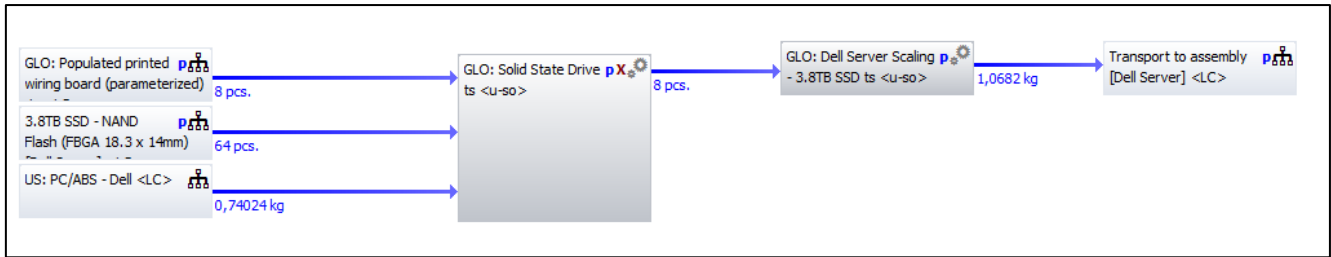 GLO: Populated printed p
wiring board (parameterized)
8 pcs.
3.8TB SSD - NAND p
Flash (FBGA 18.3 x 14mm)
64 pcs.
US: PC/ABS - Dell <LC>
0,74024 kg
GLO: Solid State Drive pX
ts <u-so>
8 pcs.
GLO: Dell Server Scaling p
- 3.8TB SSD ts <u-so>
1,0682 kg
Transport to assembly p
[Dell Server] <LC>